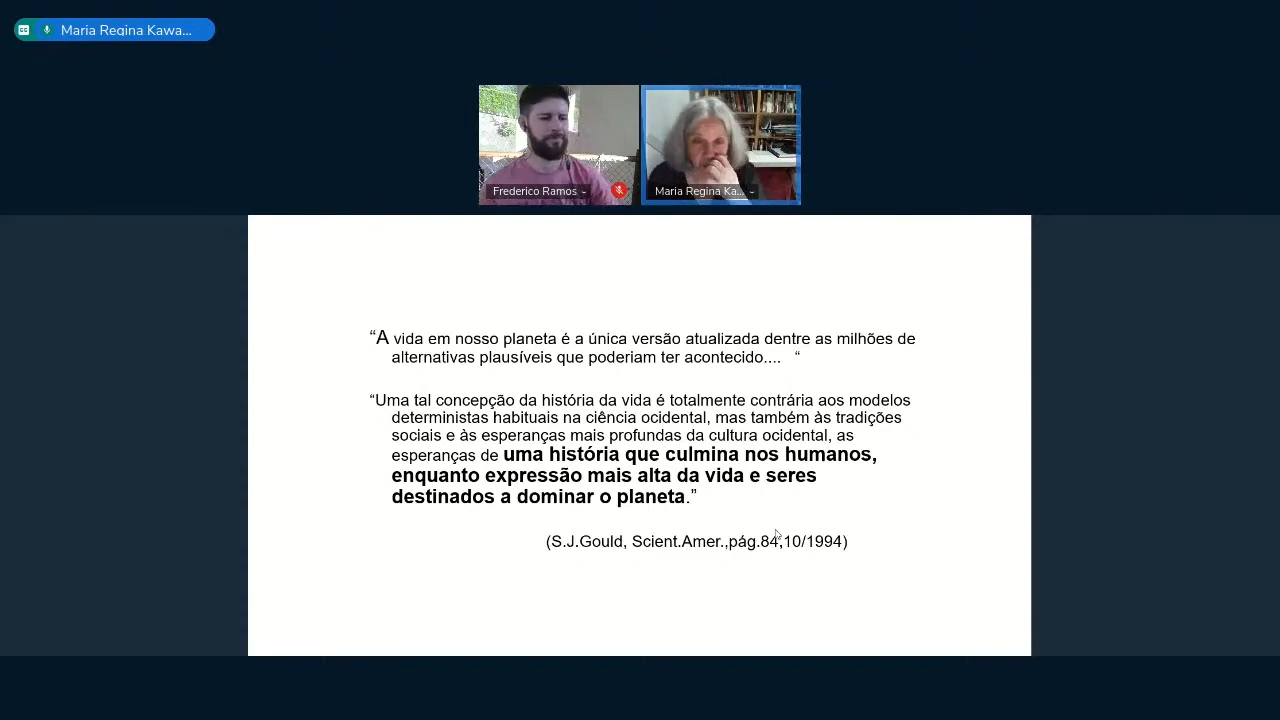 Maria Regina Kawa...
Frederico Ramos
Maria Regina Ka...
“A vida em nosso planeta é a única versão atualizada dentre as milhões de
alternativas plausíveis que poderiam ter acontecido.... “
“Uma tal concepção da história da vida é totalmente contrária aos modelos
deterministas habituais na ciência ocidental, mas também às tradições
sociais e às esperanças mais profundas da cultura ocidental, as
esperanças de uma história que culmina nos humanos,
enquanto expressão mais alta da vida e seres
destinados a dominar o planeta.”
(S.J.Gould, Scient.Amer.,pág.84,10/1994)